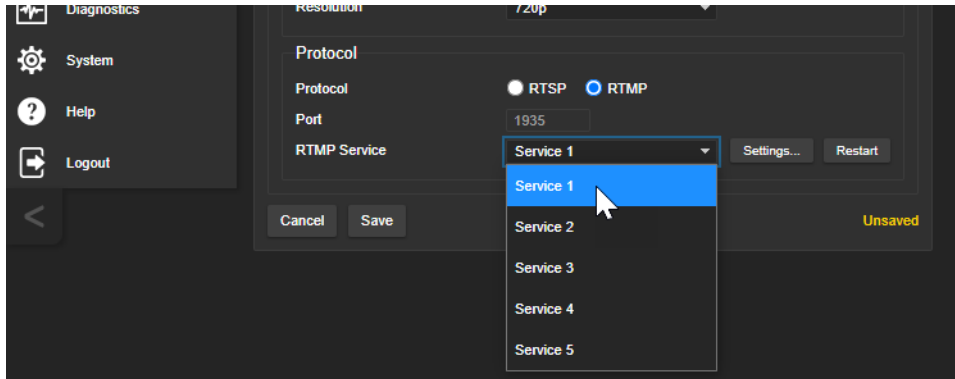 Diagnostics
System
Help
Logout
Resolution 720p
Protocol
Protocol RTSP RTMP
Port 1935
RTMP Service Service 1 Settings... Restart
Service 1
Service 2
Service 3
Service 4
Service 5
Cancel Save Unsaved